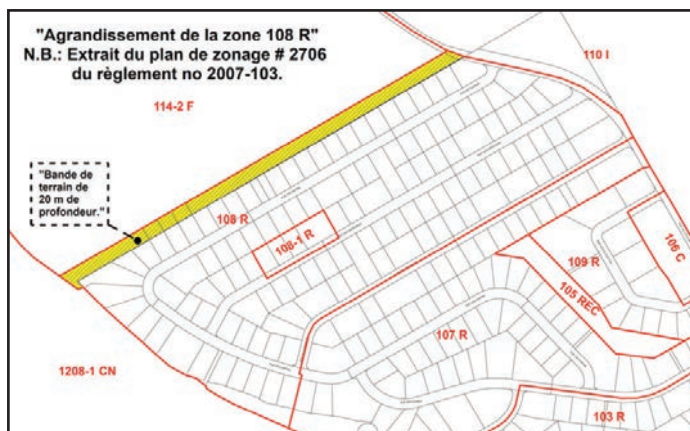 "Agrandissement de la zone 108 R"
N.B.: Extrait du plan de zonage # 2706
du règlement no 2007-103.
110 I
114-2 F
"Bande de
terrain de
20 m de
profondeur."
108 R
108-1 R
109 R
106 C
105 REC
107 R
1208-1 CN
103 R